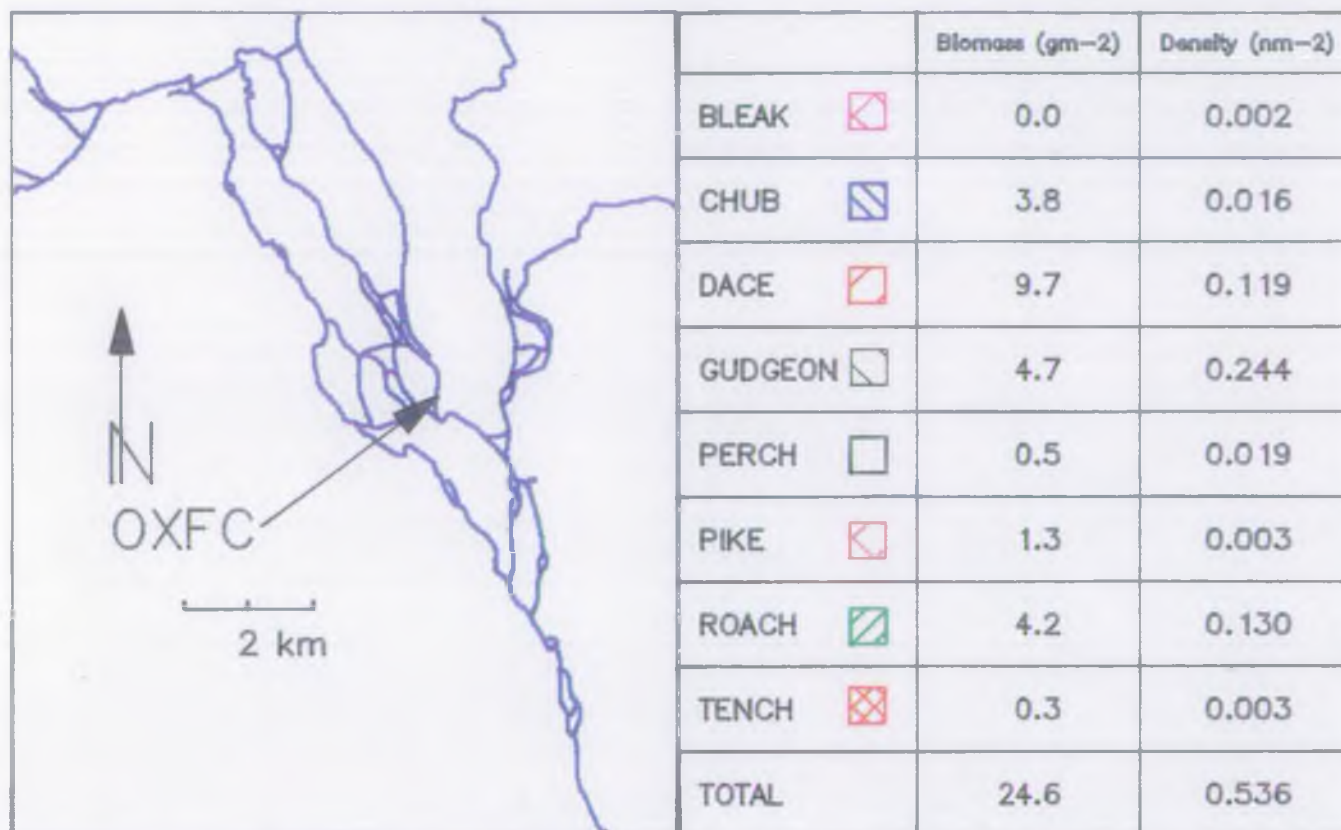 N
OXFC
2 km
Biomass (gm-2) Density (nm-2)
BLEAK 0.0 0.002
CHUB 3.8 0.016
DACE 9.7 0.119
GUDGEON 4.7 0.244
PERCH 0.5 0.019
PIKE 1.3 0.003
ROACH 4.2 0.130
TENCH 0.3 0.003
TOTAL 24.6 0.536